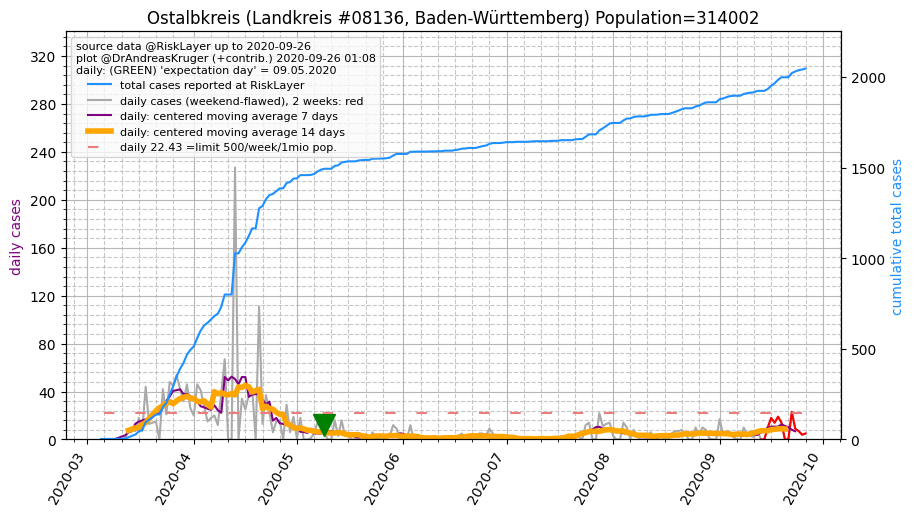 Ostalbkreis (Landkreis #08136, Baden-Württemberg) Population=314002
source data @RiskLayer up to 2020-09-26
plot @DrAndreasKruger (+contrib.) 2020-09-26 01:08
daily: (GREEN) 'expectation day' = 09.05.2020
total cases reported at RiskLayer
daily cases (weekend-flawed), 2 weeks: red
daily: centered moving average 7 days
daily: centered moving average 14 days
daily 22.43 =limit 500/week/1mio pop.
daily cases
320
280
240
200
160
120
80
40
0
cumulative total cases
2000
1500
1000
500
0
2020-03
2020-04
2020-05
2020-06
2020-07
2020-08
2020-09
2020-10